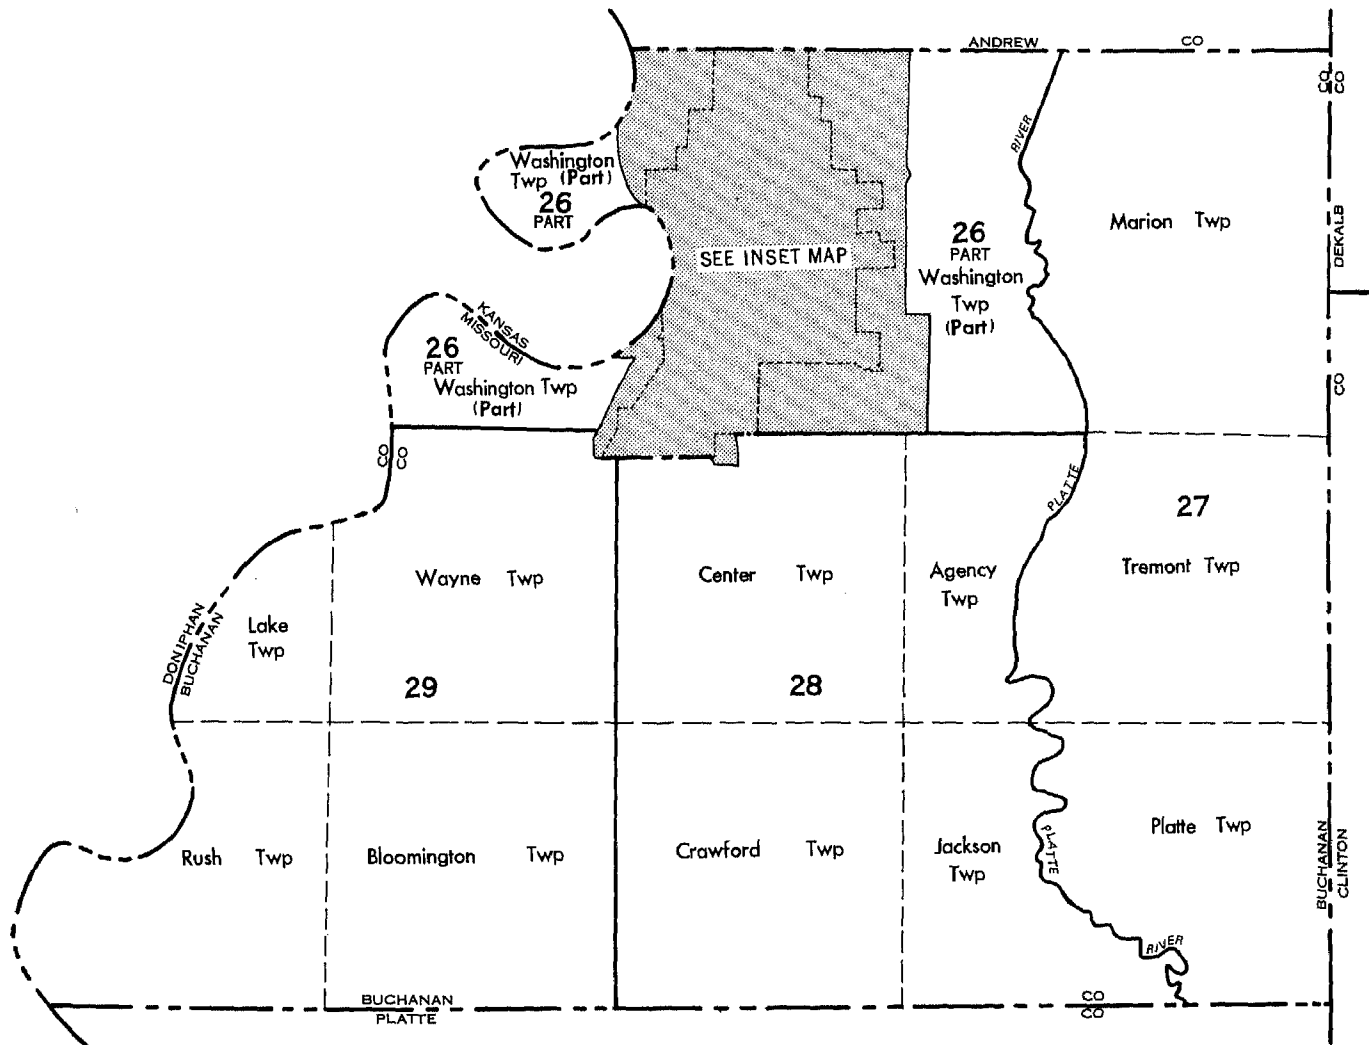 ANDREW CO
CO
CO
RIVER
Washington
Twp (Part)
26
PART
Marion Twp
DEKALB
CO
26
PART
Washington
Twp
(Part)
SEE INSET MAP
KANSAS
MISSOURI
26
PART
Washington Twp
(Part)
CO
CO
PLATTE
27
Wayne Twp
Center Twp
Agency
Twp
Tremont Twp
Lake
Twp
DONIPHAN
BUCHANAN
29
28
Rush Twp
Bloomington Twp
Crawford Twp
Jackson
Twp
PLATTE
Platte Twp
BUCHANAN
CLINTON
RIVER
BUCHANAN
PLATTE
CO
CO